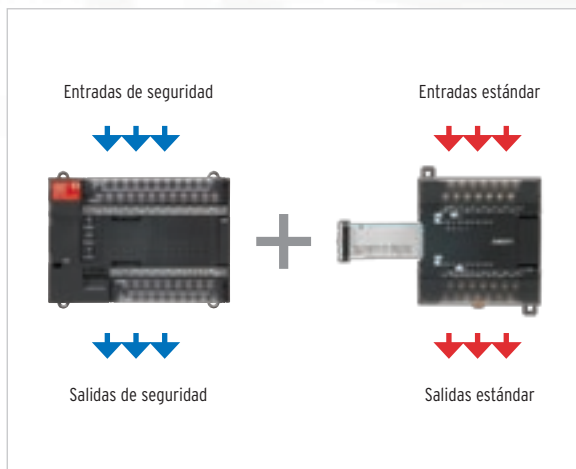 Entradas de seguridad
Entradas estándar
Salidas de seguridad
Salidas estándar